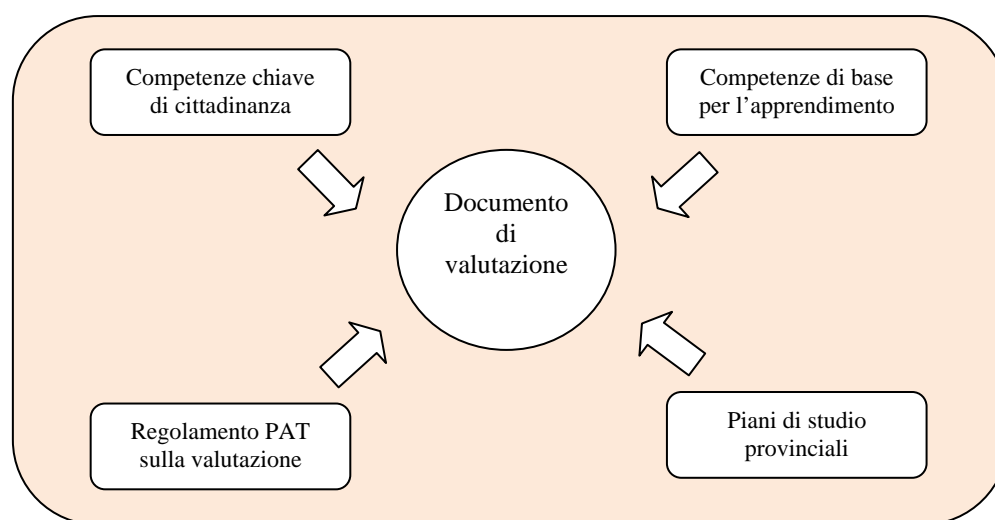 Competenze chiave
di cittadinanza
Competenze di base
per l’apprendimento
Documento
di
valutazione
Regolamento PAT
sulla valutazione
Piani di studio
provinciali